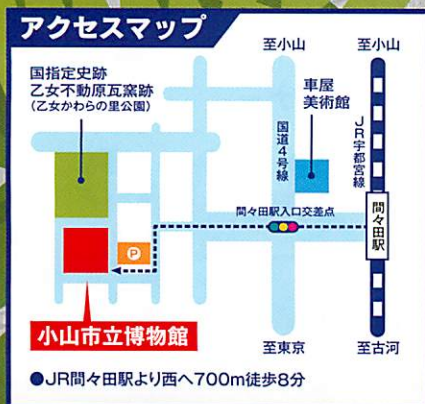 アクセスマップ
至小山
至小山
国指定史跡
乙女不動原瓦窯跡
（乙女かわらの里公園）
車屋
美術館
国道4号線
JR宇都宮線
間々田駅入口交差点
間々田駅
P
小山市立博物館
至東京
至古河
●JR間々田駅より西へ700m徒歩8分